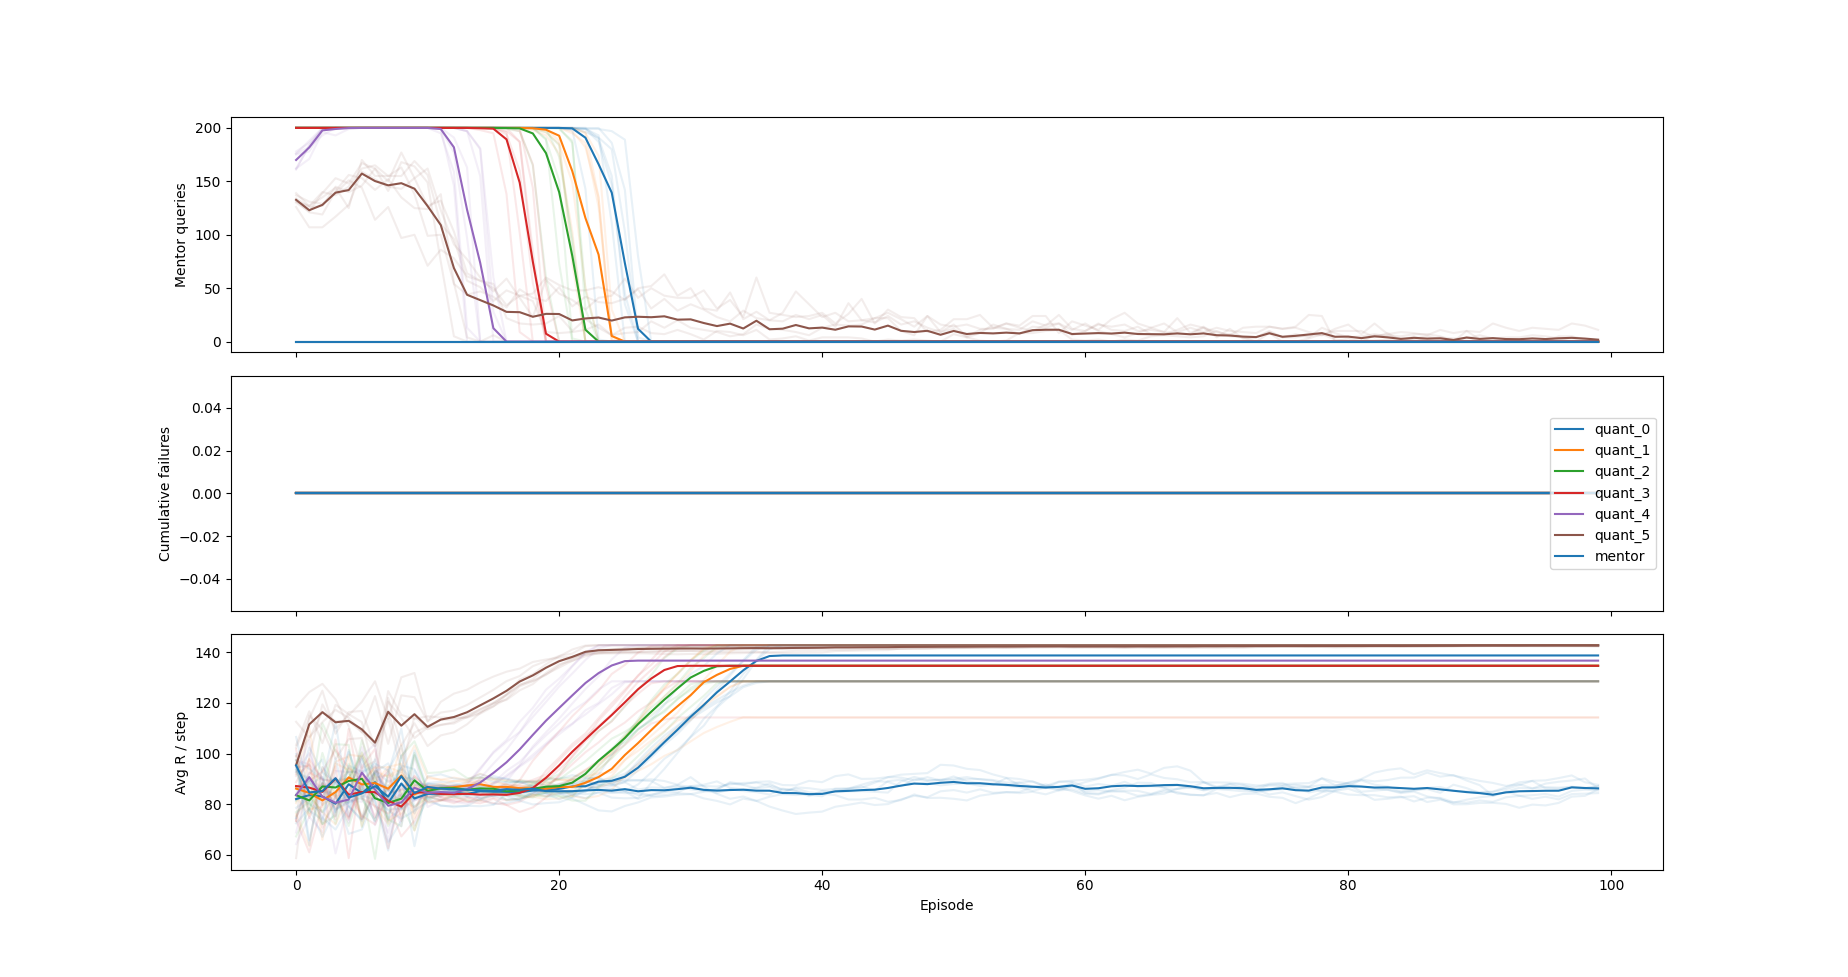 200
150
100
50
0
Mentor queries
0.04
0.02
0.00
−0.02
−0.04
Cumulative failures
quant_0
quant_1
quant_2
quant_3
quant_4
quant_5
mentor
140
120
100
80
60
Avg R / step
0 20 40 60 80 100
Episode